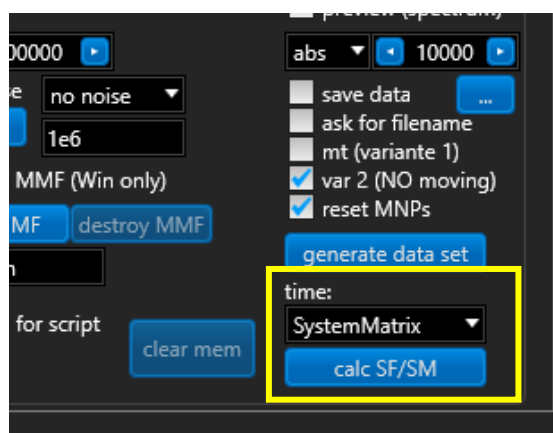 preview (spectrum)
00000
abs 10000
e no noise
save data ...
ask for filename
1e6
mt (variante 1)
MMF (Win only)
var 2 (NO moving)
reset MNPs
MF destroy MMF
generate data set
time:
for script
SystemMatrix
clear mem
calc SF/SM